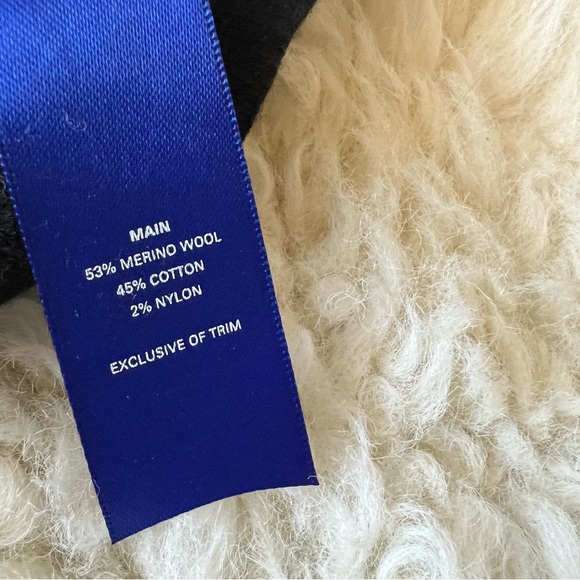 MAIN
53% MERINO WOOL
45% COTTON
2% NYLON
EXCLUSIVE OF TRIM